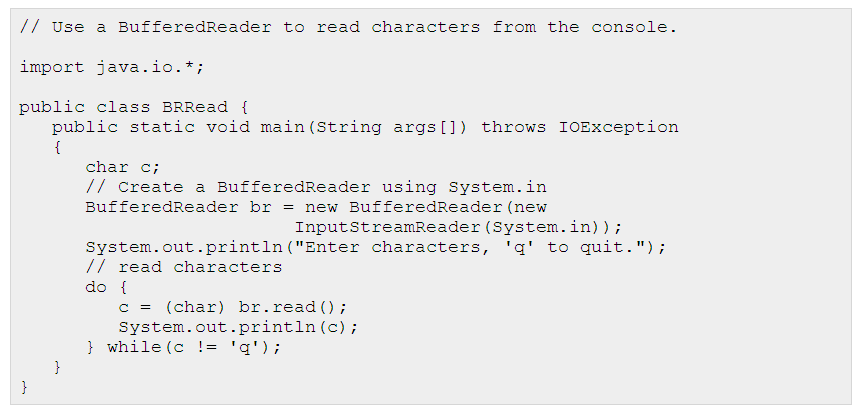 // Use a BufferedReader to read characters from the console.
import java.io.*;
public class BRRead {
   public static void main(String args[]) throws IOException
   {
      char c;
      // Create a BufferedReader using System.in
      BufferedReader br = new BufferedReader(new
                         InputStreamReader(System.in));
      System.out.println("Enter characters, 'q' to quit.");
      // read characters
      do {
         c = (char) br.read();
         System.out.println(c);
      } while(c != 'q');
   }
}